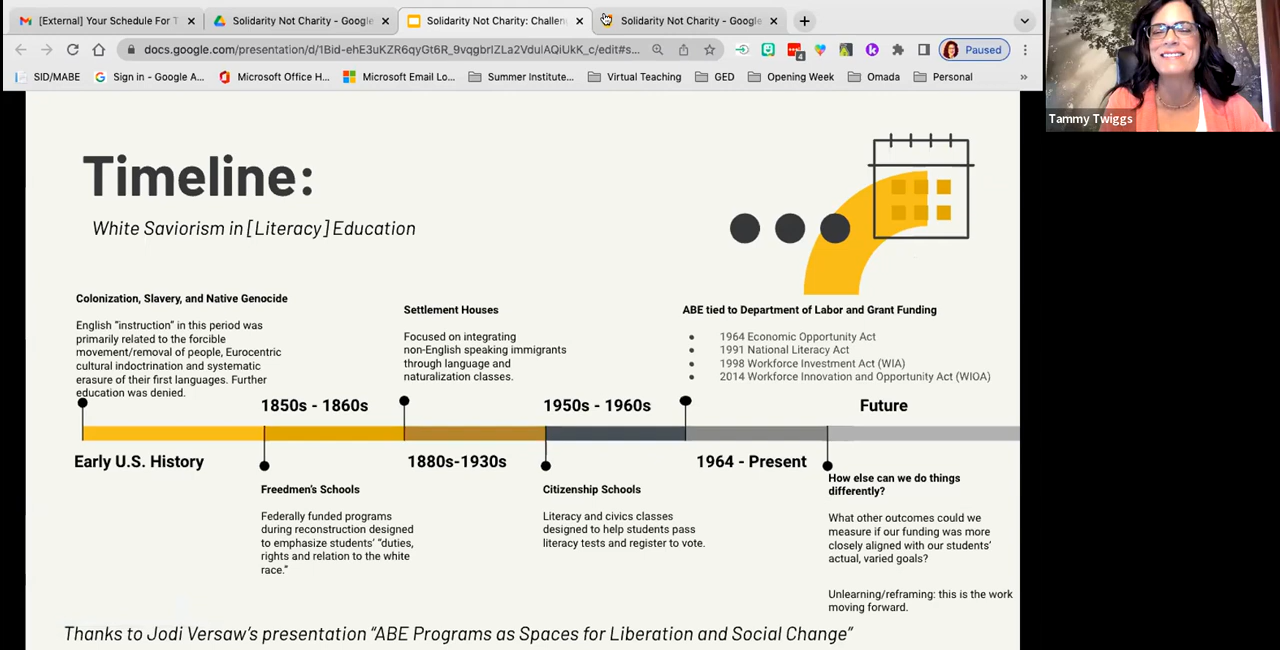 [External] Your Schedule For T
Solidarity Not Charity - Google
Solidarity Not Charity: Challen
Solidarity Not Charity - Google
docs.google.com/presentation/d/1Bid-ehE3uKZR6qyGt6R_9vqgbrIZLa2VdulAQiUkK_c/edit#s...
4
Paused
SID/MABE
Sign in - Google A...
Microsoft Office H...
Microsoft Email Lo...
Summer Institute...
Virtual Teaching
GED
Opening Week
Omada
Personal
»
Tammy Twiggs
Timeline:
White Saviorism in [Literacy] Education
Colonization, Slavery, and Native Genocide
English “instruction” in this period was
primarily related to the forcible
movement/removal of people, Eurocentric
cultural indoctrination and systematic
erasure of their first languages. Further
education was denied.
Settlement Houses
Focused on integrating
non-English speaking immigrants
through language and
naturalization classes.
ABE tied to Department of Labor and Grant Funding
● 1964 Economic Opportunity Act
● 1991 National Literacy Act
● 1998 Workforce Investment Act (WIA)
● 2014 Workforce Innovation and Opportunity Act (WIOA)
1850s - 1860s
1950s - 1960s
Future
Early U.S. History
1880s-1930s
1964 - Present
Freedmen’s Schools
Federally funded programs
during reconstruction designed
to emphasize students’ “duties,
rights and relation to the white
race.”
Citizenship Schools
Literacy and civics classes
designed to help students pass
literacy tests and register to vote.
How else can we do things
differently?
What other outcomes could we
measure if our funding was more
closely aligned with our students’
actual, varied goals?
Unlearning/reframing: this is the work
moving forward.
Thanks to Jodi Versaw’s presentation “ABE Programs as Spaces for Liberation and Social Change”